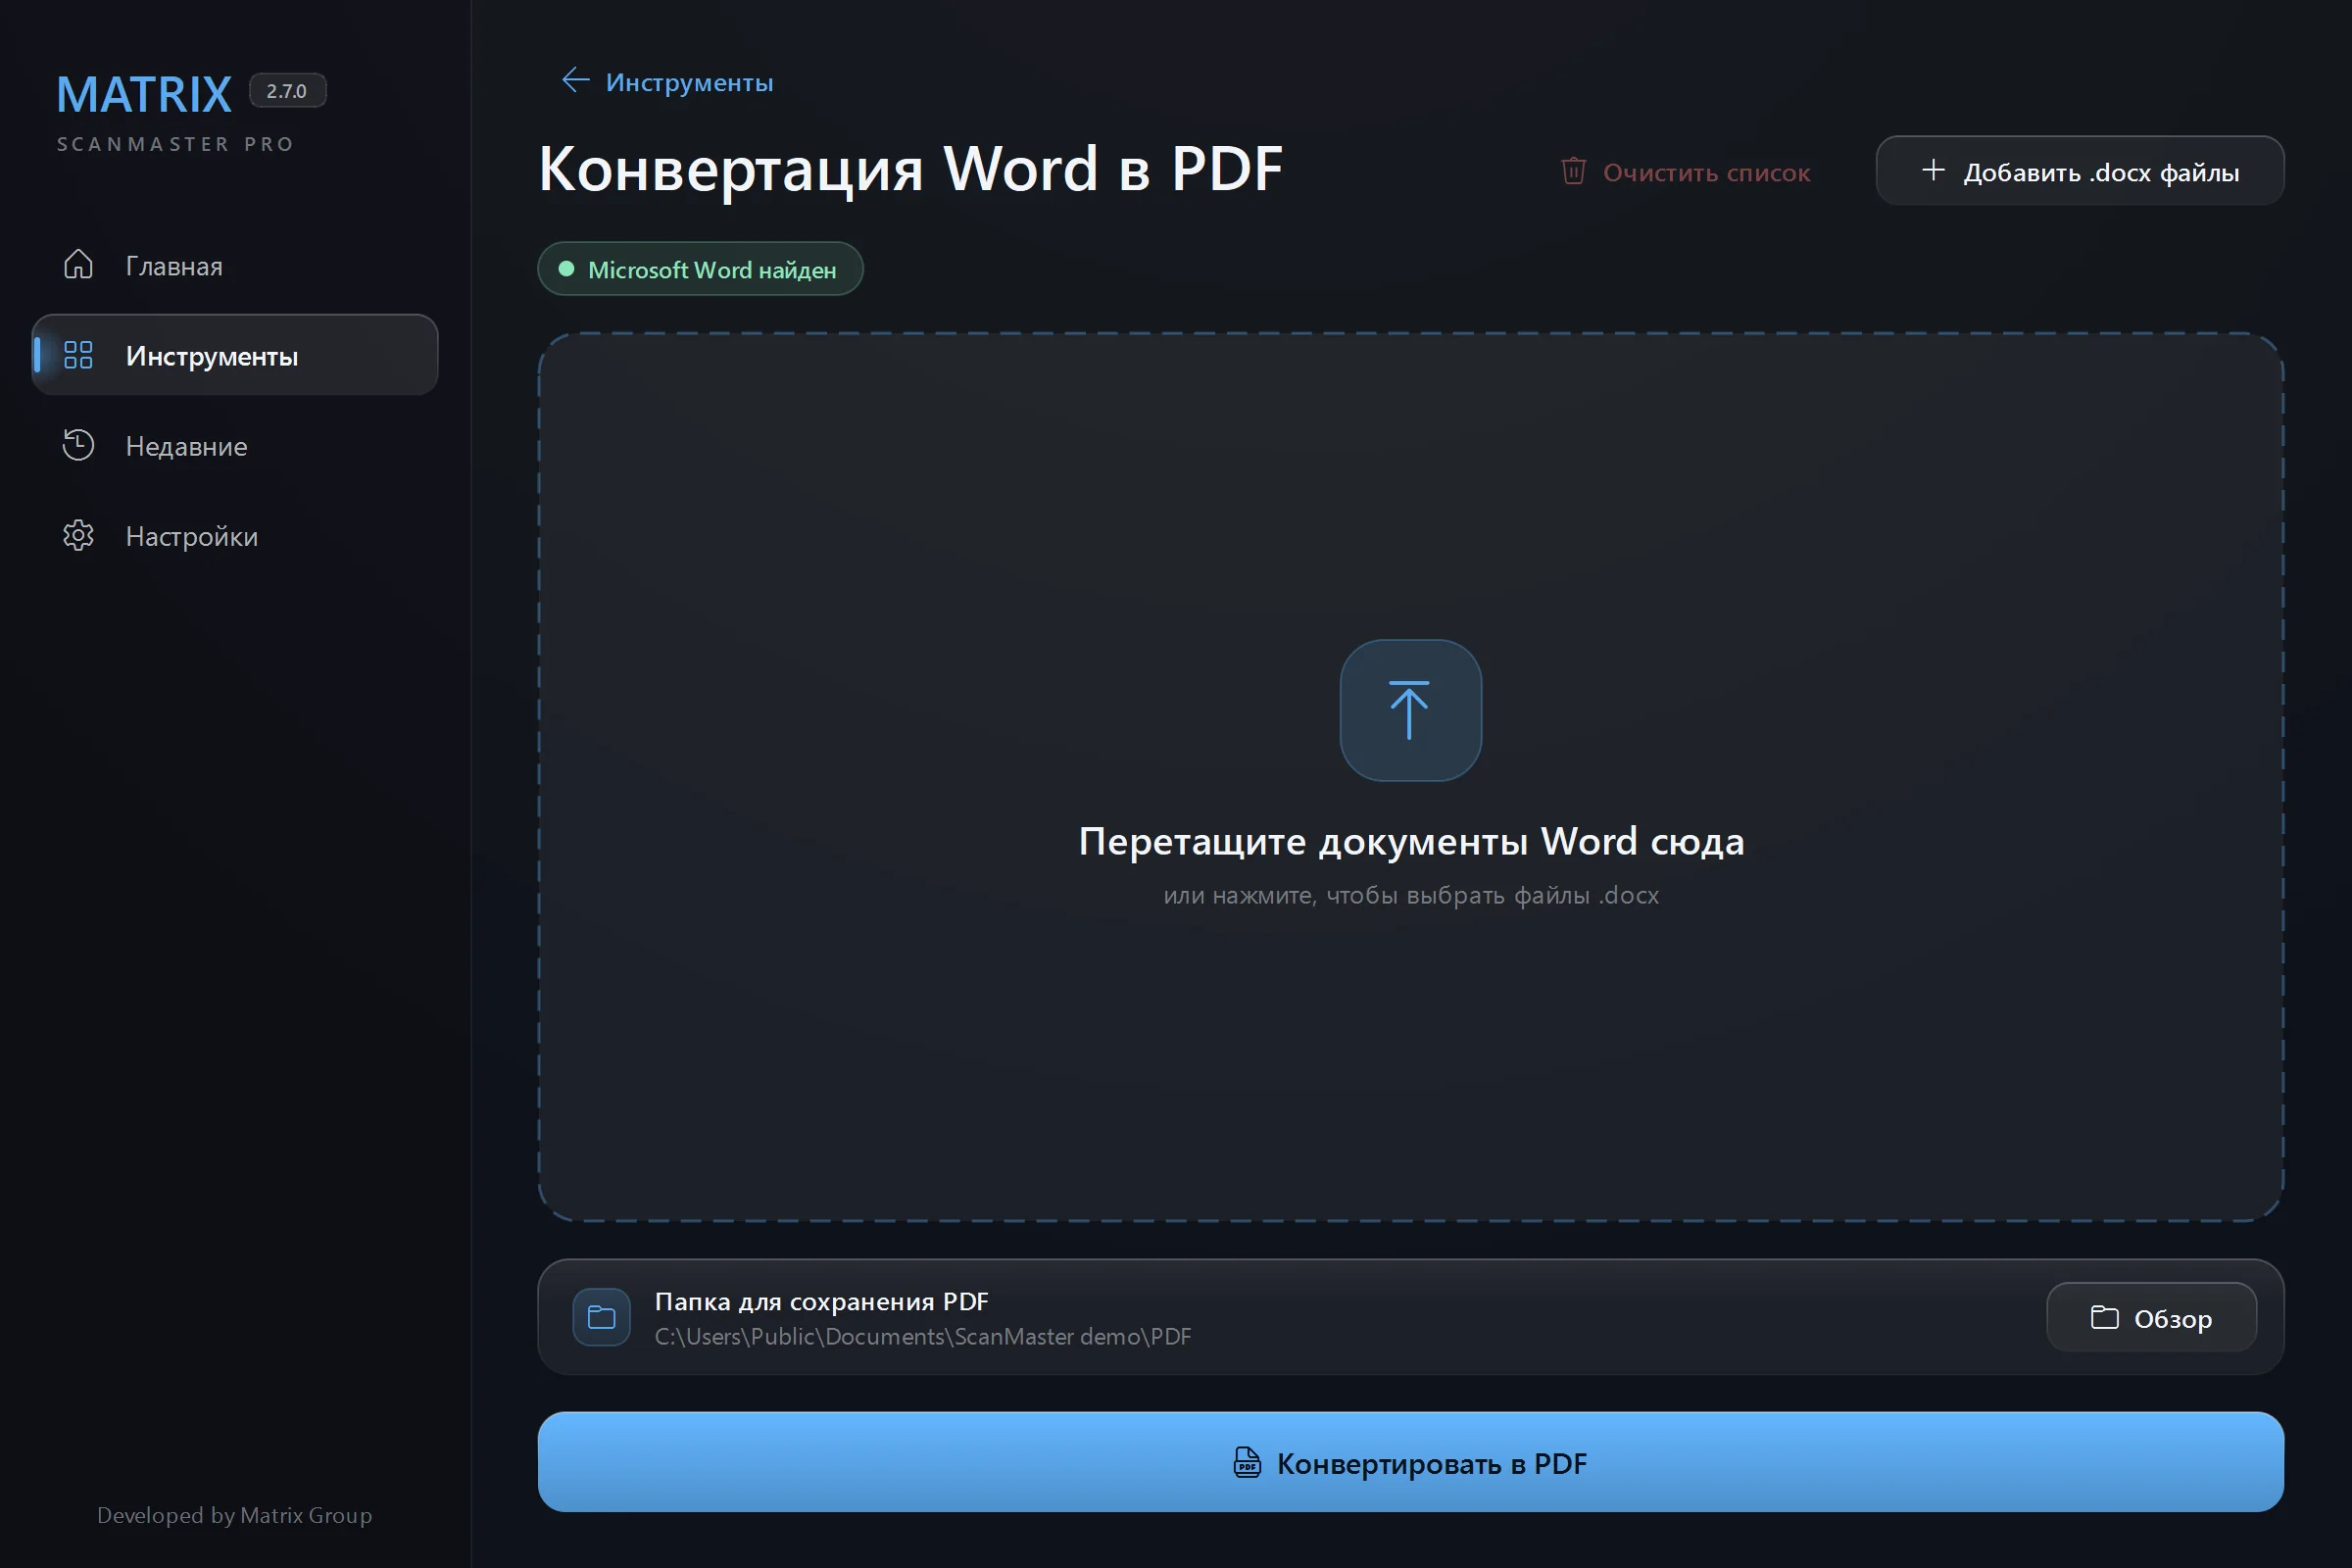 MATRIX 2.7.0
SCANMASTER PRO
Главная
Инструменты
Недавние
Настройки
Developed by Matrix Group
Инструменты
Конвертация Word в PDF
Очистить список
Добавить .docx файлы
Microsoft Word найден
Перетащите документы Word сюда
или нажмите, чтобы выбрать файлы .docx
Папка для сохранения PDF
C:\Users\Public\Documents\ScanMaster demo\PDF
Обзор
PDF Конвертировать в PDF